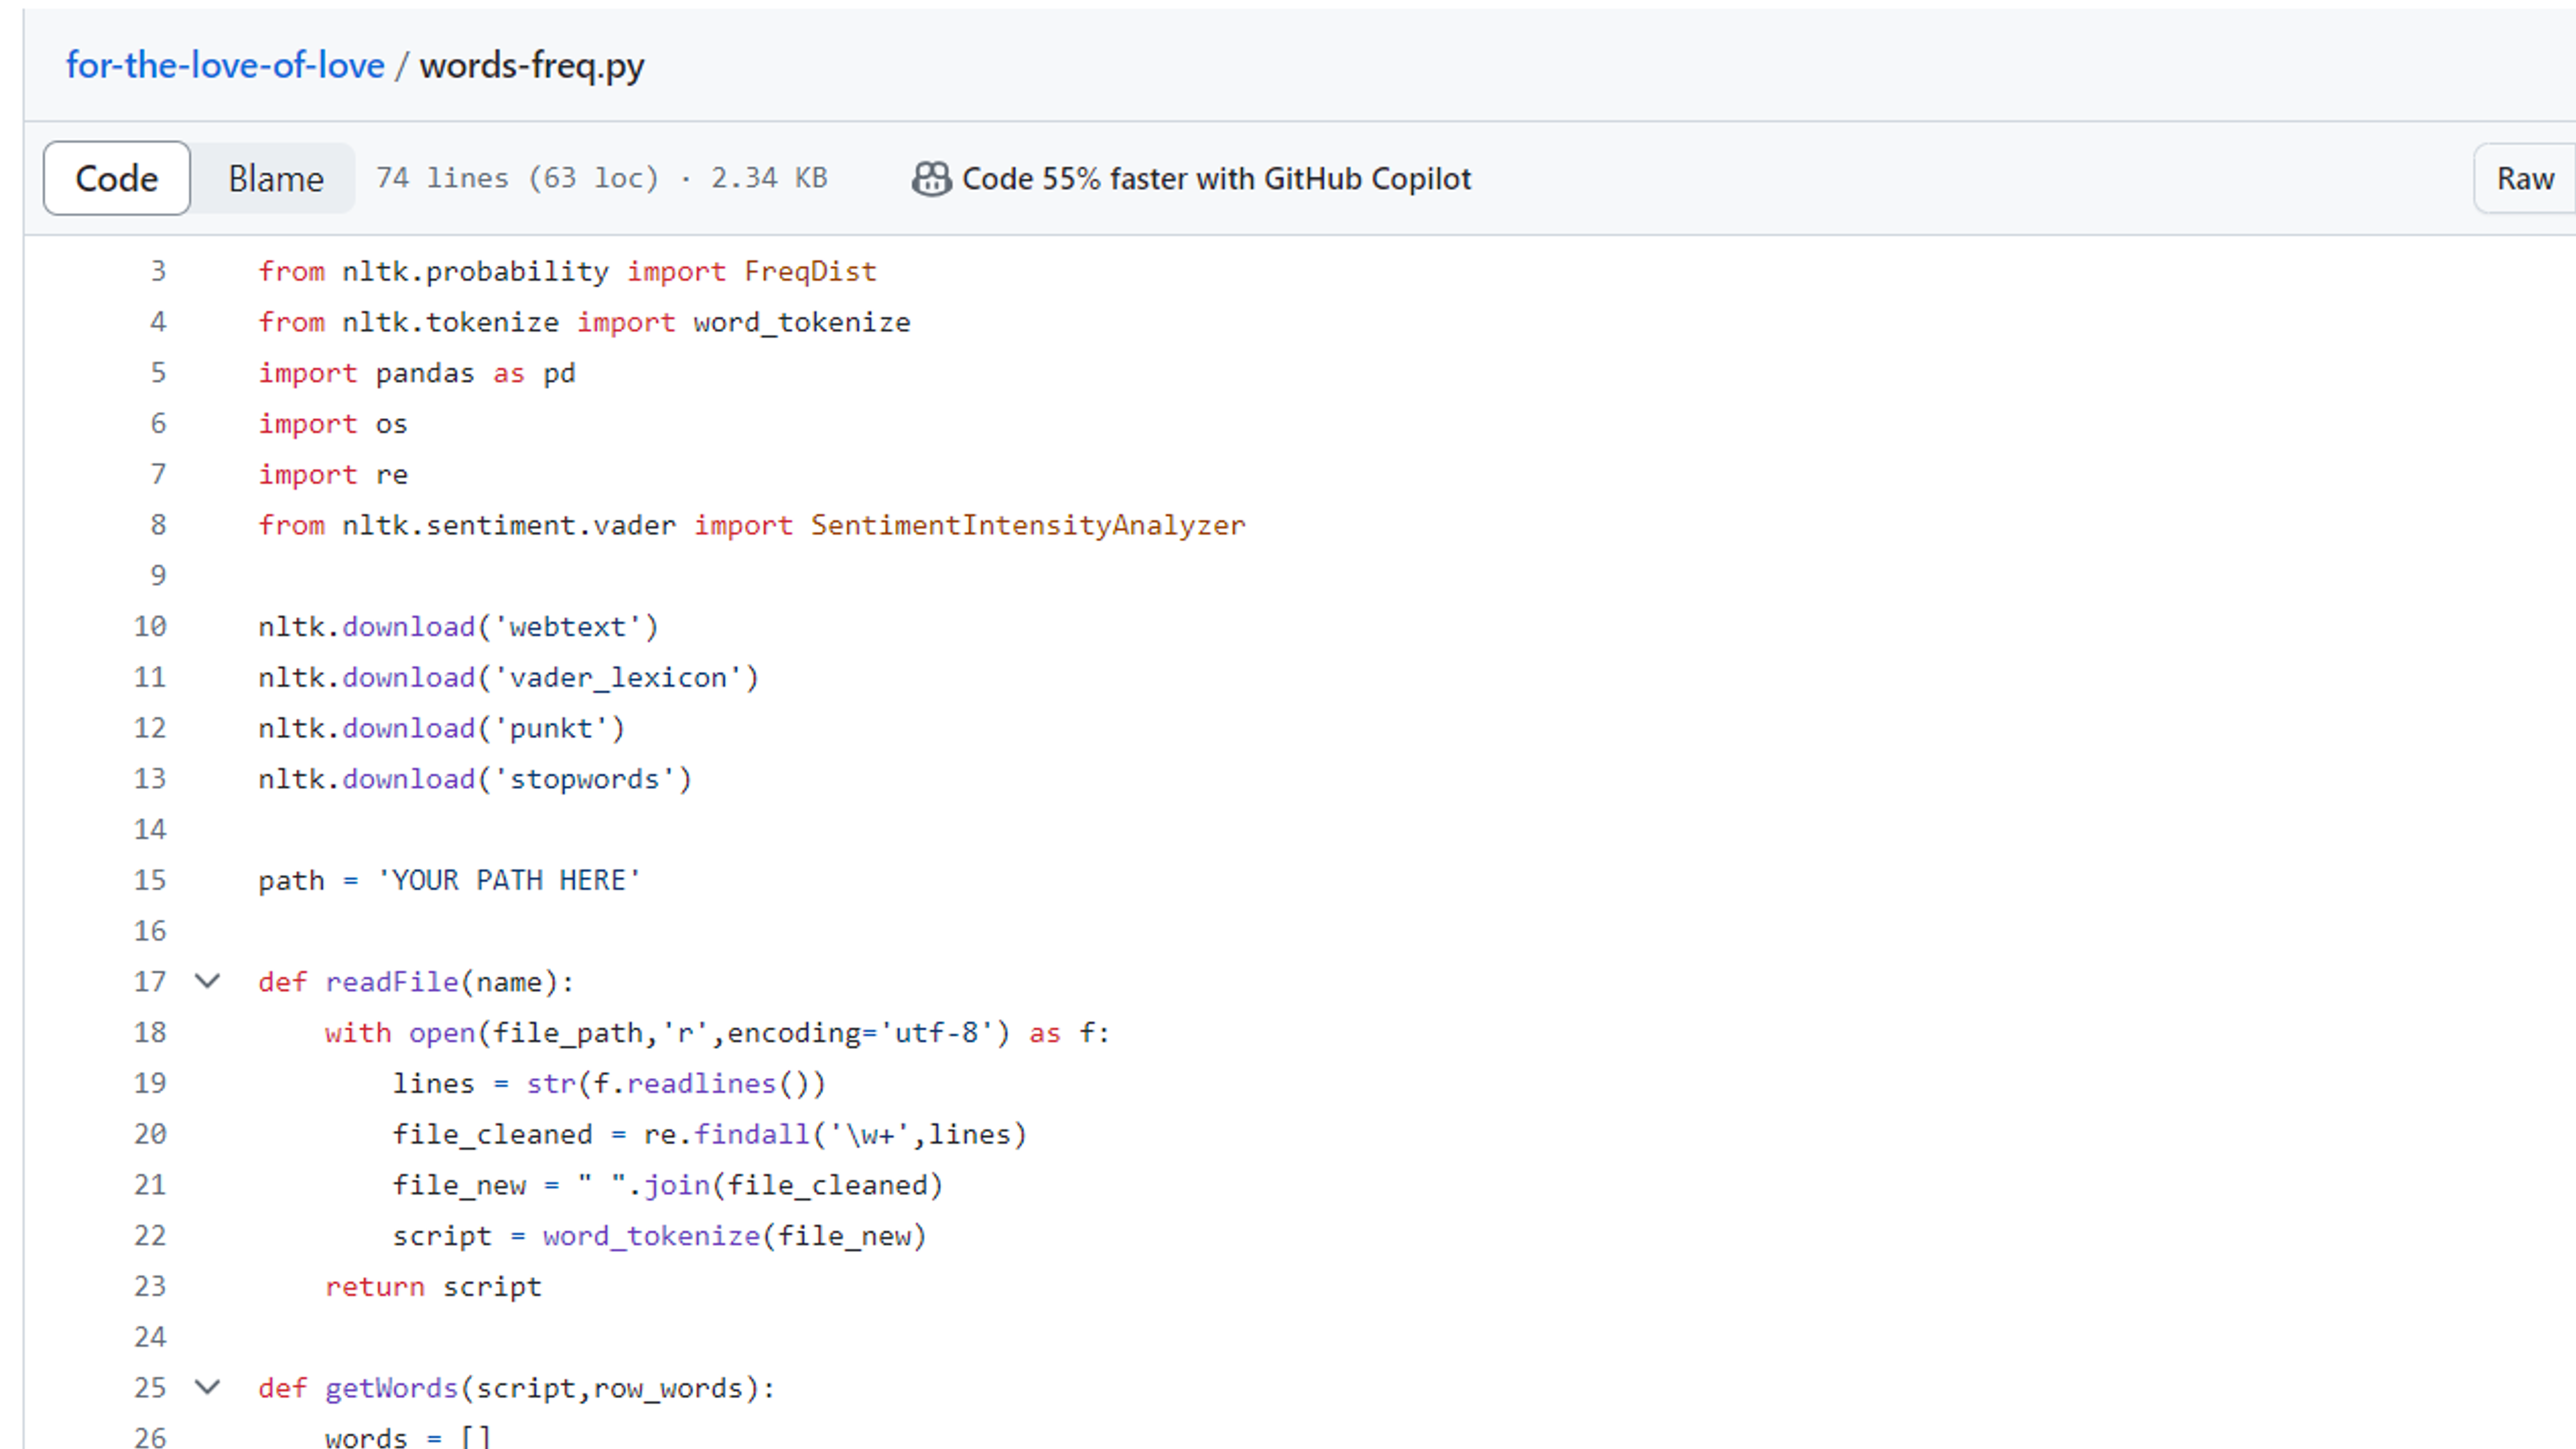 for-the-love-of-love / words-freq.py
Code Blame 74 lines (63 loc) · 2.34 KB Code 55% faster with GitHub Copilot Raw
3 from nltk.probability import FreqDist
4 from nltk.tokenize import word_tokenize
5 import pandas as pd
6 import os
7 import re
8 from nltk.sentiment.vader import SentimentIntensityAnalyzer
9
10 nltk.download('webtext')
11 nltk.download('vader_lexicon')
12 nltk.download('punkt')
13 nltk.download('stopwords')
14
15 path = 'YOUR PATH HERE'
16
17 def readFile(name):
18     with open(file_path,'r',encoding='utf-8') as f:
19         lines = str(f.readlines())
20         file_cleaned = re.findall('\w+',lines)
21         file_new = " ".join(file_cleaned)
22         script = word_tokenize(file_new)
23     return script
24
25 def getWords(script,row_words):
26     words = []